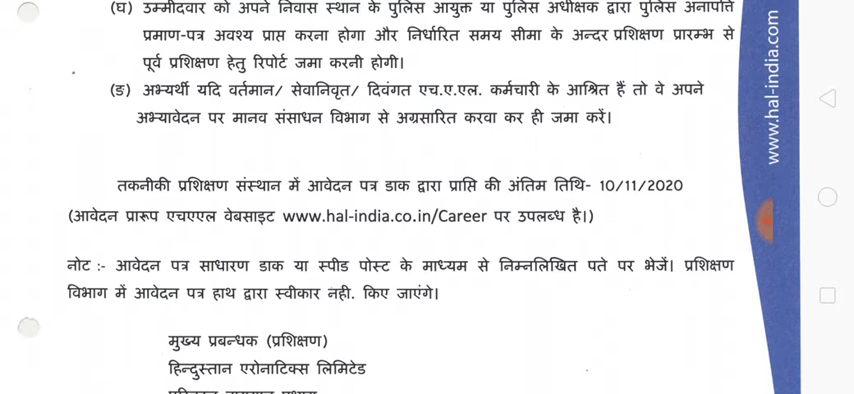 (घ) उम्मीदवार को अपने निवास स्थान के पुलिस आयुक्त या पुलिस अधीक्षक द्वारा पुलिस अनापत्ति
प्रमाण-पत्र अवश्य प्राप्त करना होगा और निर्धारित समय सीमा के अन्दर प्रशिक्षण प्रारम्भ से
पूर्व प्रशिक्षण हेतु रिपोर्ट जमा करनी होगी।
(ङ) अभ्यर्थी यदि वर्तमान/ सेवानिवृत/ दिवंगत एच.ए.एल. कर्मचारी के आश्रित हैं तो वे अपने
अभ्यावेदन पर मानव संसाधन विभाग से अग्रसारित करवा कर ही जमा करें।
तकनीकी प्रशिक्षण संस्थान में आवेदन पत्र डाक द्वारा प्राप्ति की अंतिम तिथि- 10/11/2020
(आवेदन प्रारूप एचएएल वेबसाइट www.hal-india.co.in/Career पर उपलब्ध है।)
नोट :- आवेदन पत्र साधारण डाक या स्पीड पोस्ट के माध्यम से निम्नलिखित पते पर भेजें। प्रशिक्षण
विभाग में आवेदन पत्र हाथ द्वारा स्वीकार नही. किए जाएंगे।
मुख्य प्रबन्धक (प्रशिक्षण)
हिन्दुस्तान एरोनाटिक्स लिमिटेड
www.hal-india.com